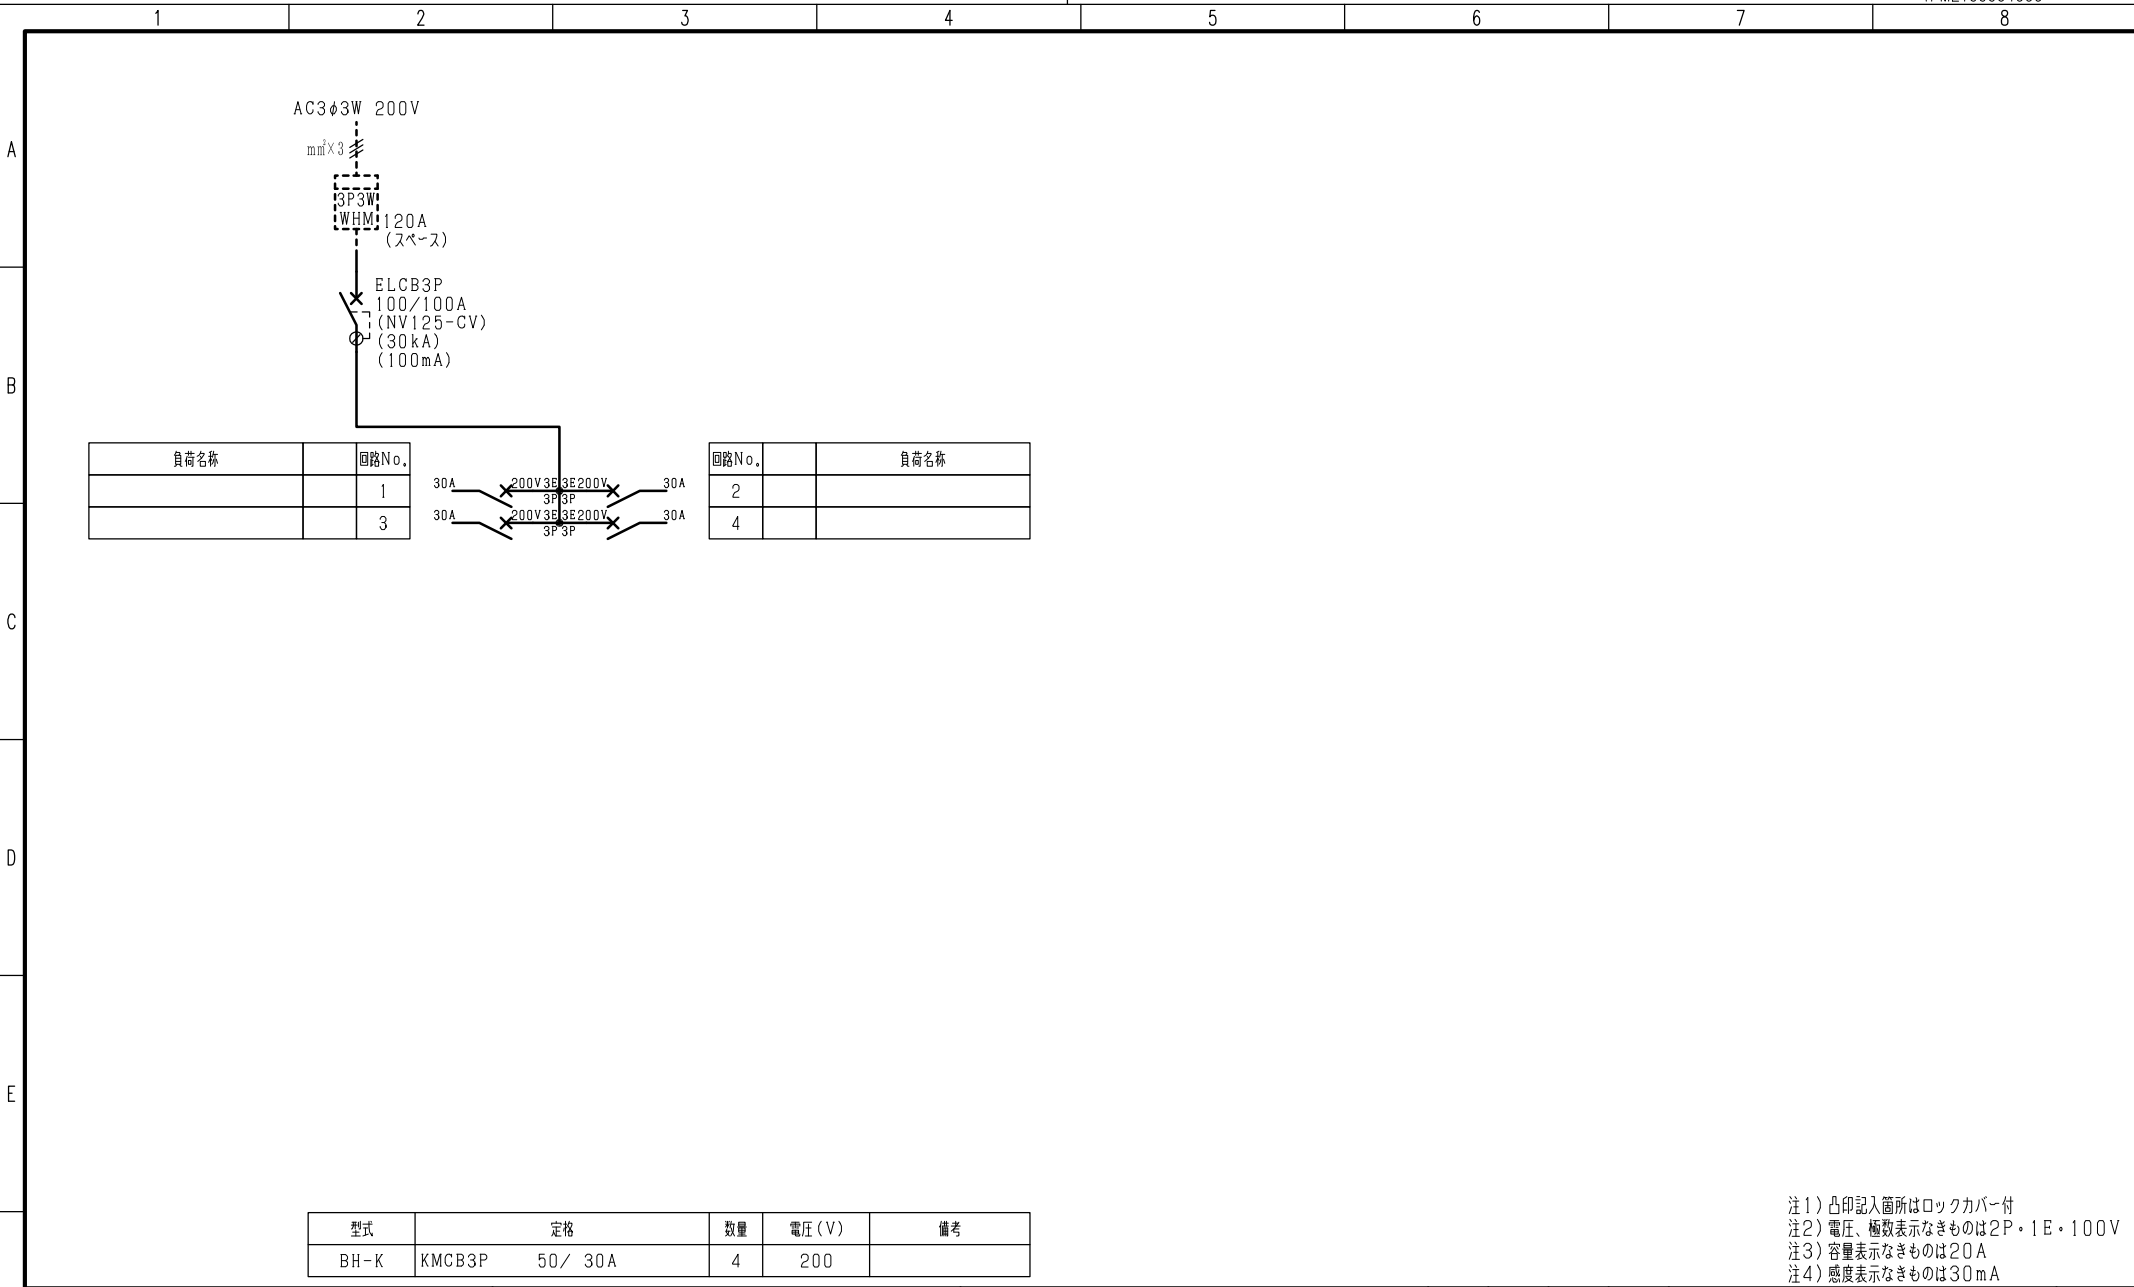 1 2 3 4 5 6 7 8
A
B
C
D
E
AC3φ3W 200V
mm²×3
3P3W
WHM
120A
(スペース)
ELCB3P
100/100A
(NV125-CV)
(30kA)
(100mA)
負荷名称 回路No.
1
3
30A 200V 3E 3E 200V 30A
3P 3P
30A 200V 3E 3E 200V 30A
3P 3P
回路No. 負荷名称
2
4
型式 定格 数量 電圧(V) 備考
BH-K KMCB3P 50/ 30A 4 200
注1)凸印記入箇所はロックカバー付
注2)電圧、極数表示なきものは2P・1E・100V
注3)容量表示なきものは20A
注4)感度表示なきものは30mA